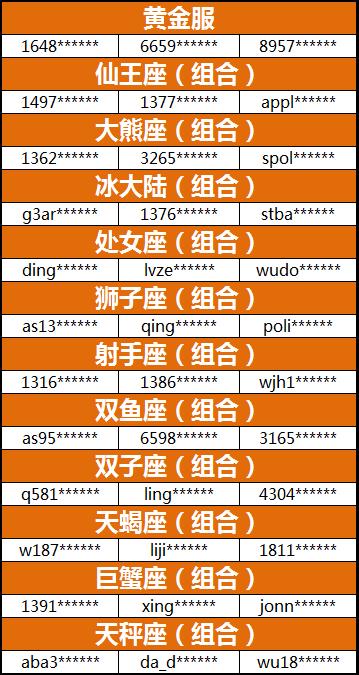 黄金服
1648****** 6659****** 8957******
仙王座（组合）
1497****** 1377****** appl******
大熊座（组合）
1362****** 3265****** spol******
冰大陆（组合）
g3ar****** 1376****** stba******
处女座（组合）
ding****** lvze****** wudo******
狮子座（组合）
as13****** qing****** poli******
射手座（组合）
1316****** 1386****** wjh1******
双鱼座（组合）
as95****** 6598****** 3165******
双子座（组合）
q581****** ling****** 4304******
天蝎座（组合）
w187****** liji****** 1811******
巨蟹座（组合）
1391****** xing****** jonn******
天秤座（组合）
aba3****** da_d****** wu18******